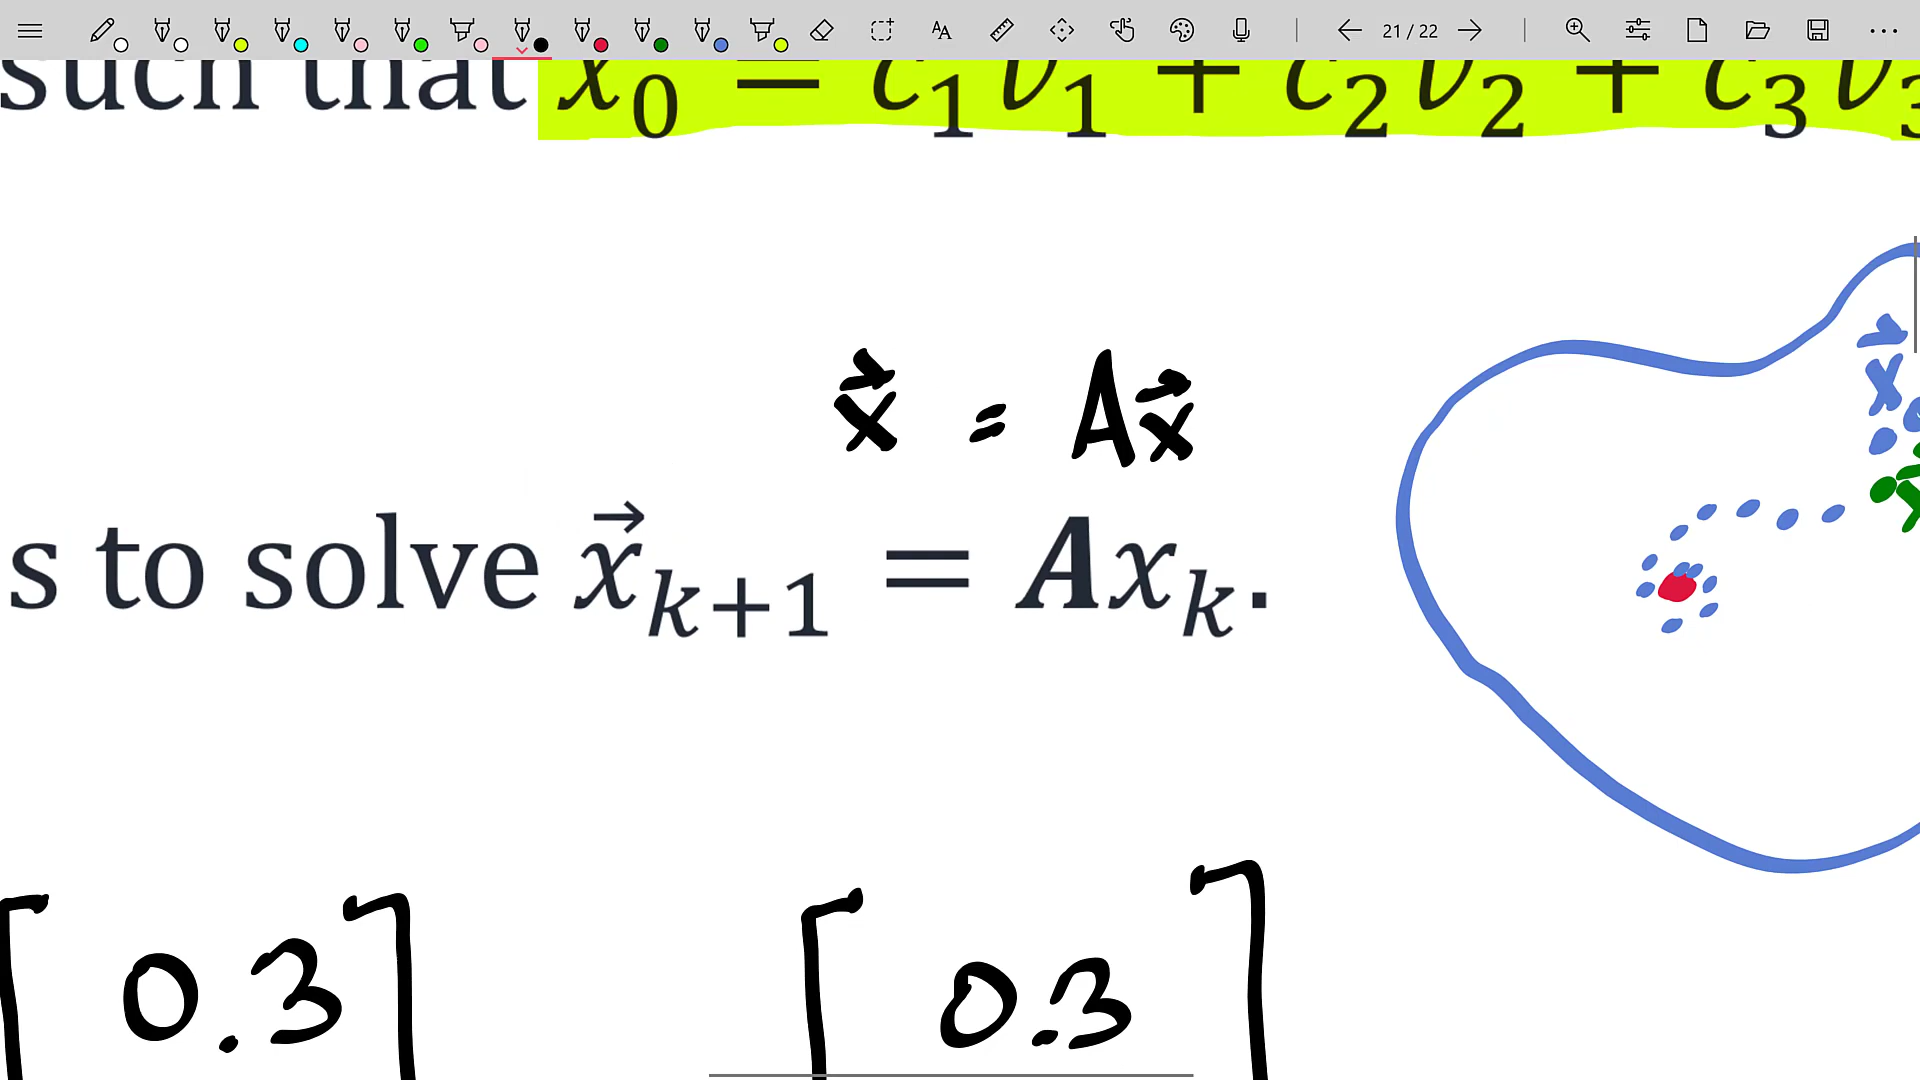 21 / 22
such that x₀ = c₁v₁ + c₂v₂ + c₃v₃
x⃗ = Ax⃗
x⃗
s to solve x⃗ₖ₊₁ = Axₖ.
[ 0.3 ] [ 0.3 ]